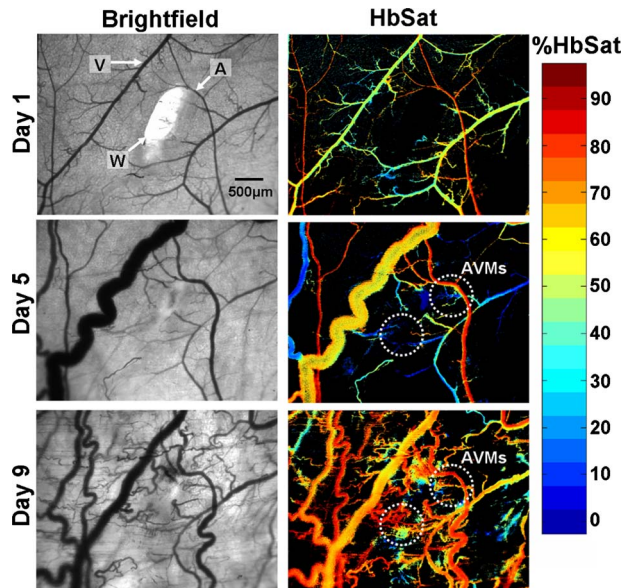 Brightfield
HbSat
%HbSat
Day 1
V
A
W
500μm
90
80
70
60
50
40
30
20
10
0
Day 5
AVMs
Day 9
AVMs